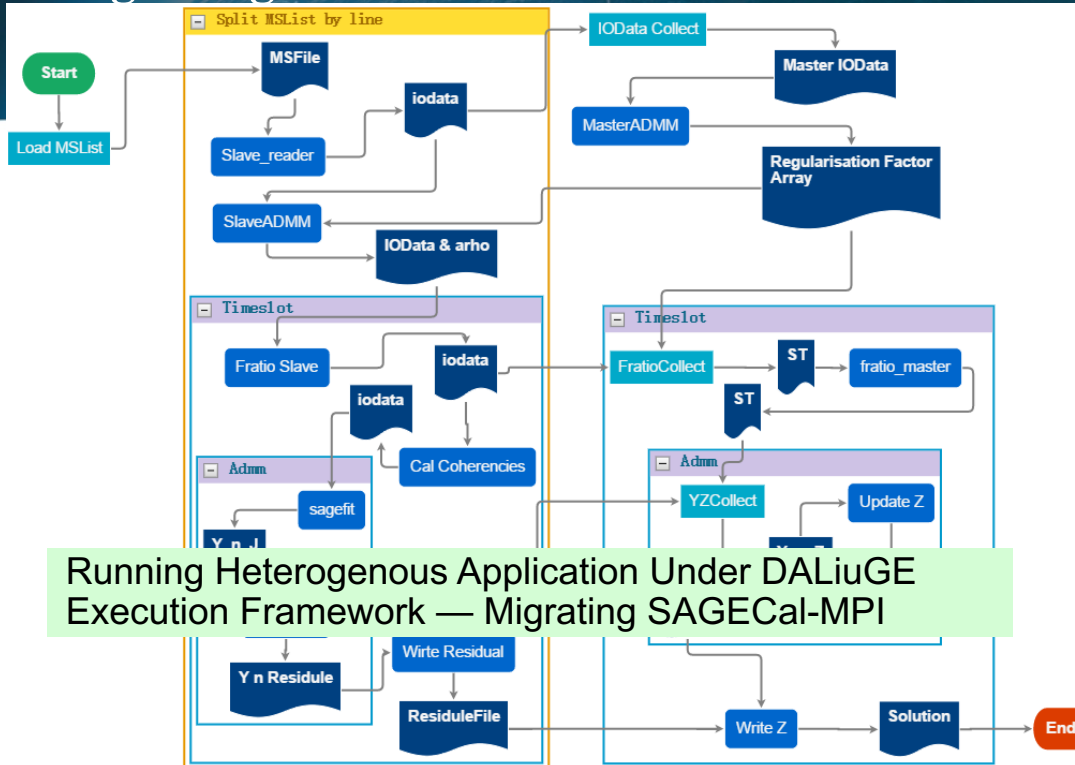 Split MSList by line
IOData Collect
MSFile
Master IOData
Start
iodata
MasterADMM
Load MSList
Slave_reader
Regularisation Factor
Array
SlaveADMM
IOData & arho
Timeslot
Timeslot
Fratio Slave
iodata
FratioCollect
ST
fratio_master
iodata
ST
Cal Coherencies
Admm
Admm
sagefit
YZCollect
Update Z
Running Heterogenous Application Under DALiuGE
Execution Framework — Migrating SAGECal-MPI
Wirte Residual
Y n Residule
ResiduleFile
Write Z
Solution
End